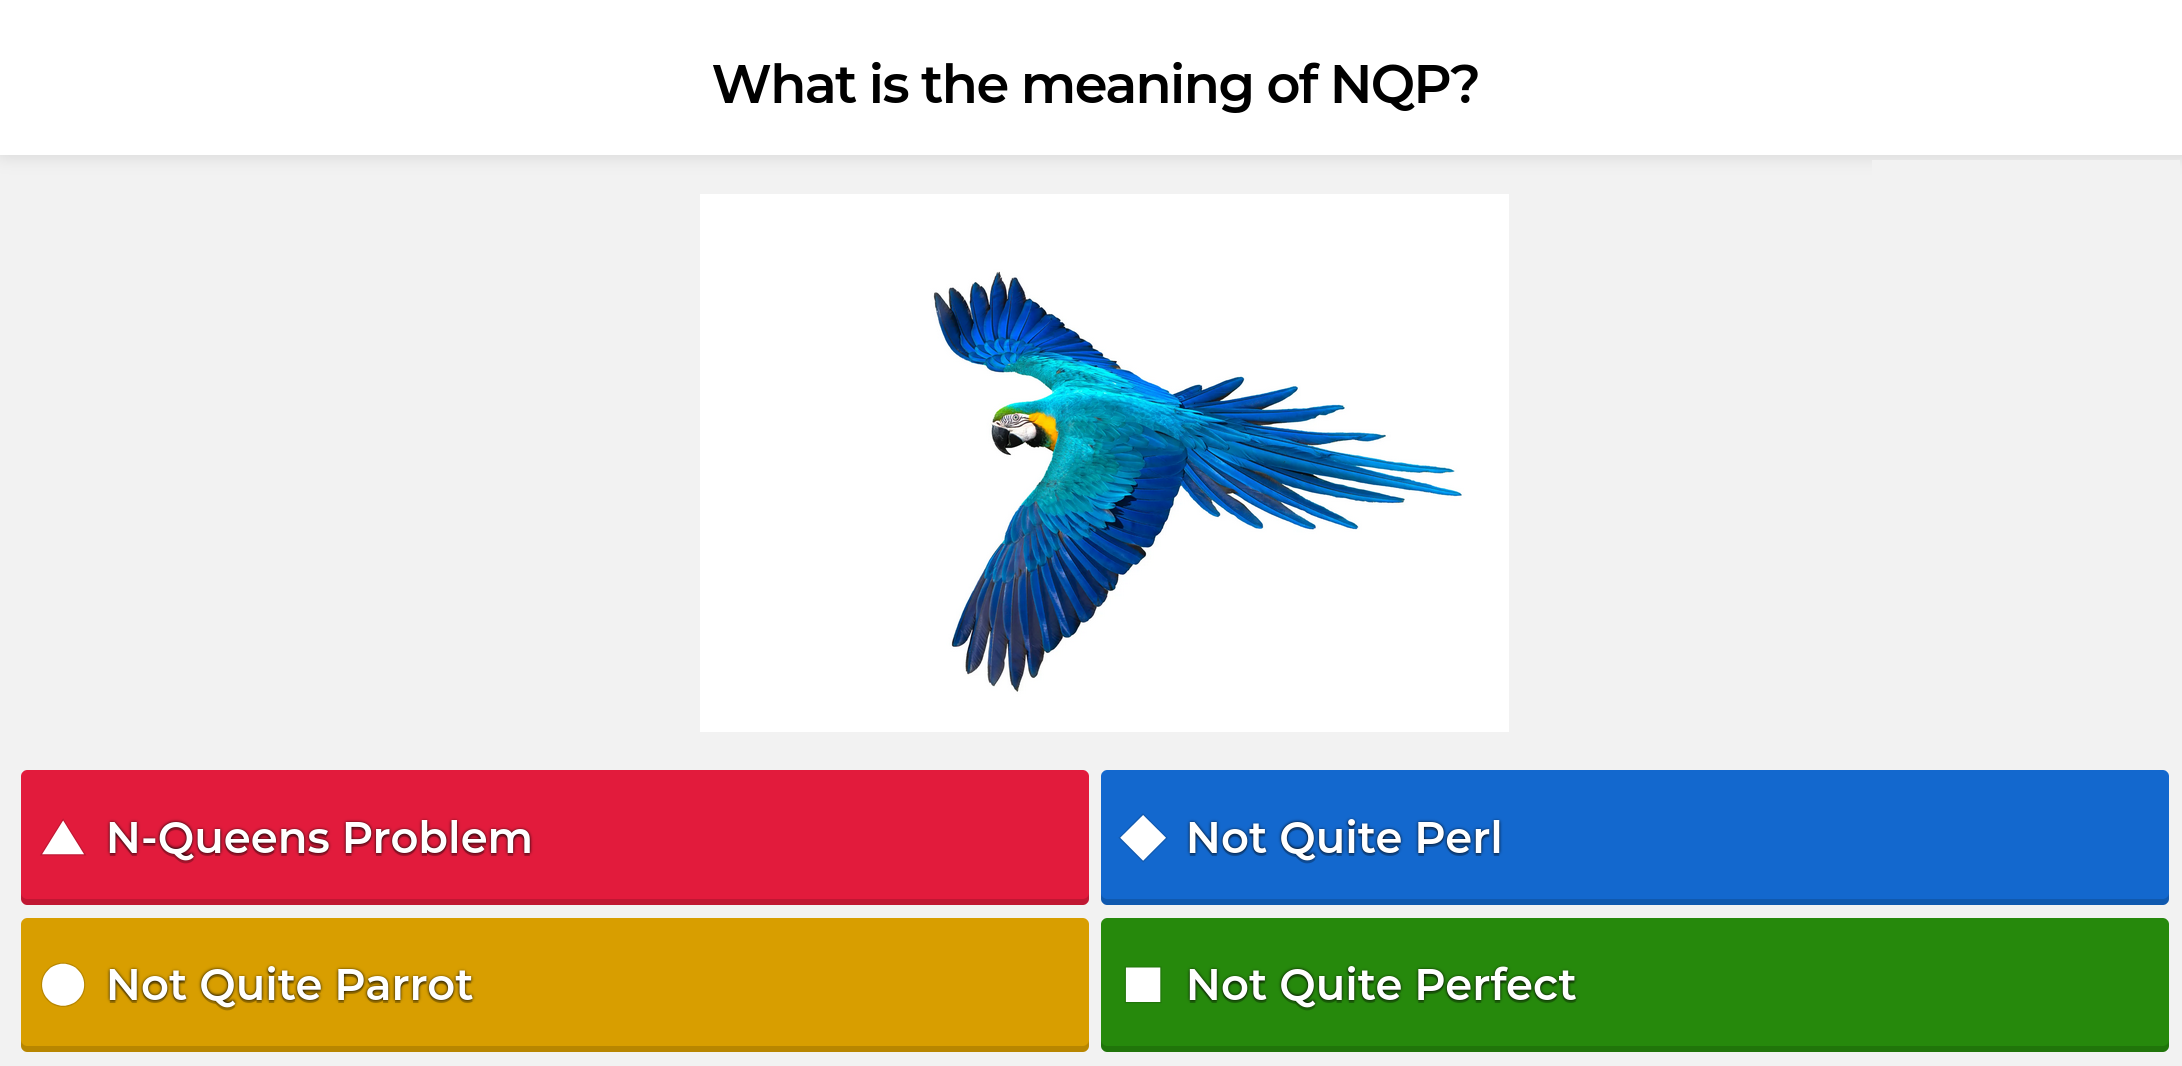 What is the meaning of NQP?
N-Queens Problem
Not Quite Perl
Not Quite Parrot
Not Quite Perfect